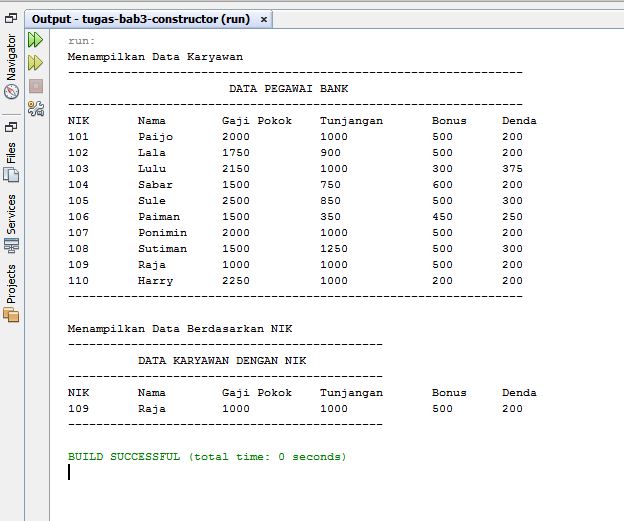 Output - tugas-bab3-constructor (run) ×
Navigator
Files
Services
Projects
run:
Menampilkan Data Karyawan
-----------------------------------------------------------------
DATA PEGAWAI BANK
-----------------------------------------------------------------
NIK Nama Gaji Pokok Tunjangan Bonus Denda
101 Paijo 2000 1000 500 200
102 Lala 1750 900 500 200
103 Lulu 2150 1000 300 375
104 Sabar 1500 750 600 200
105 Sule 2500 850 500 300
106 Paiman 1500 350 450 250
107 Ponimin 2000 1000 500 200
108 Sutiman 1500 1250 500 300
109 Raja 1000 1000 500 200
110 Harry 2250 1000 200 200
-----------------------------------------------------------------
Menampilkan Data Berdasarkan NIK
---------------------------------------------
DATA KARYAWAN DENGAN NIK
---------------------------------------------
NIK Nama Gaji Pokok Tunjangan Bonus Denda
109 Raja 1000 1000 500 200
---------------------------------------------
BUILD SUCCESSFUL (total time: 0 seconds)